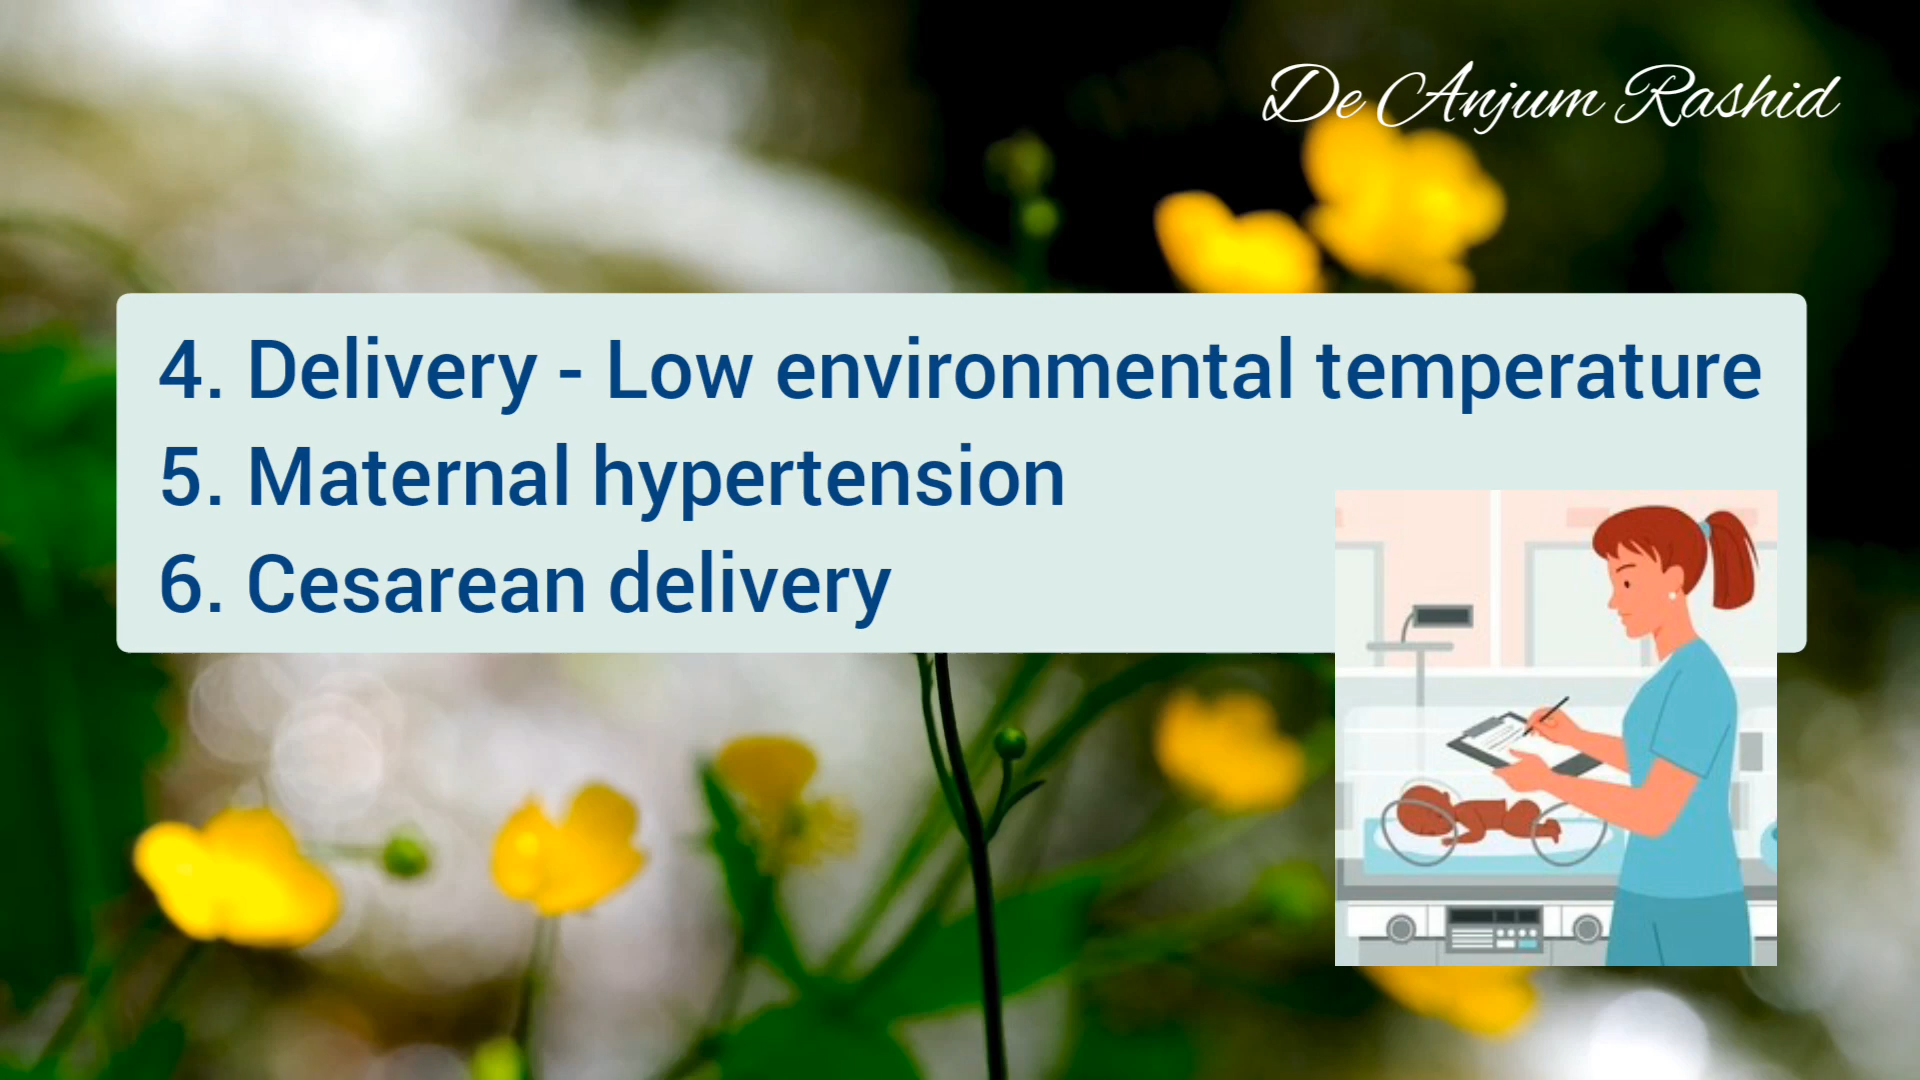 De Anjum Rashid
4. Delivery - Low environmental temperature
5. Maternal hypertension
6. Cesarean delivery